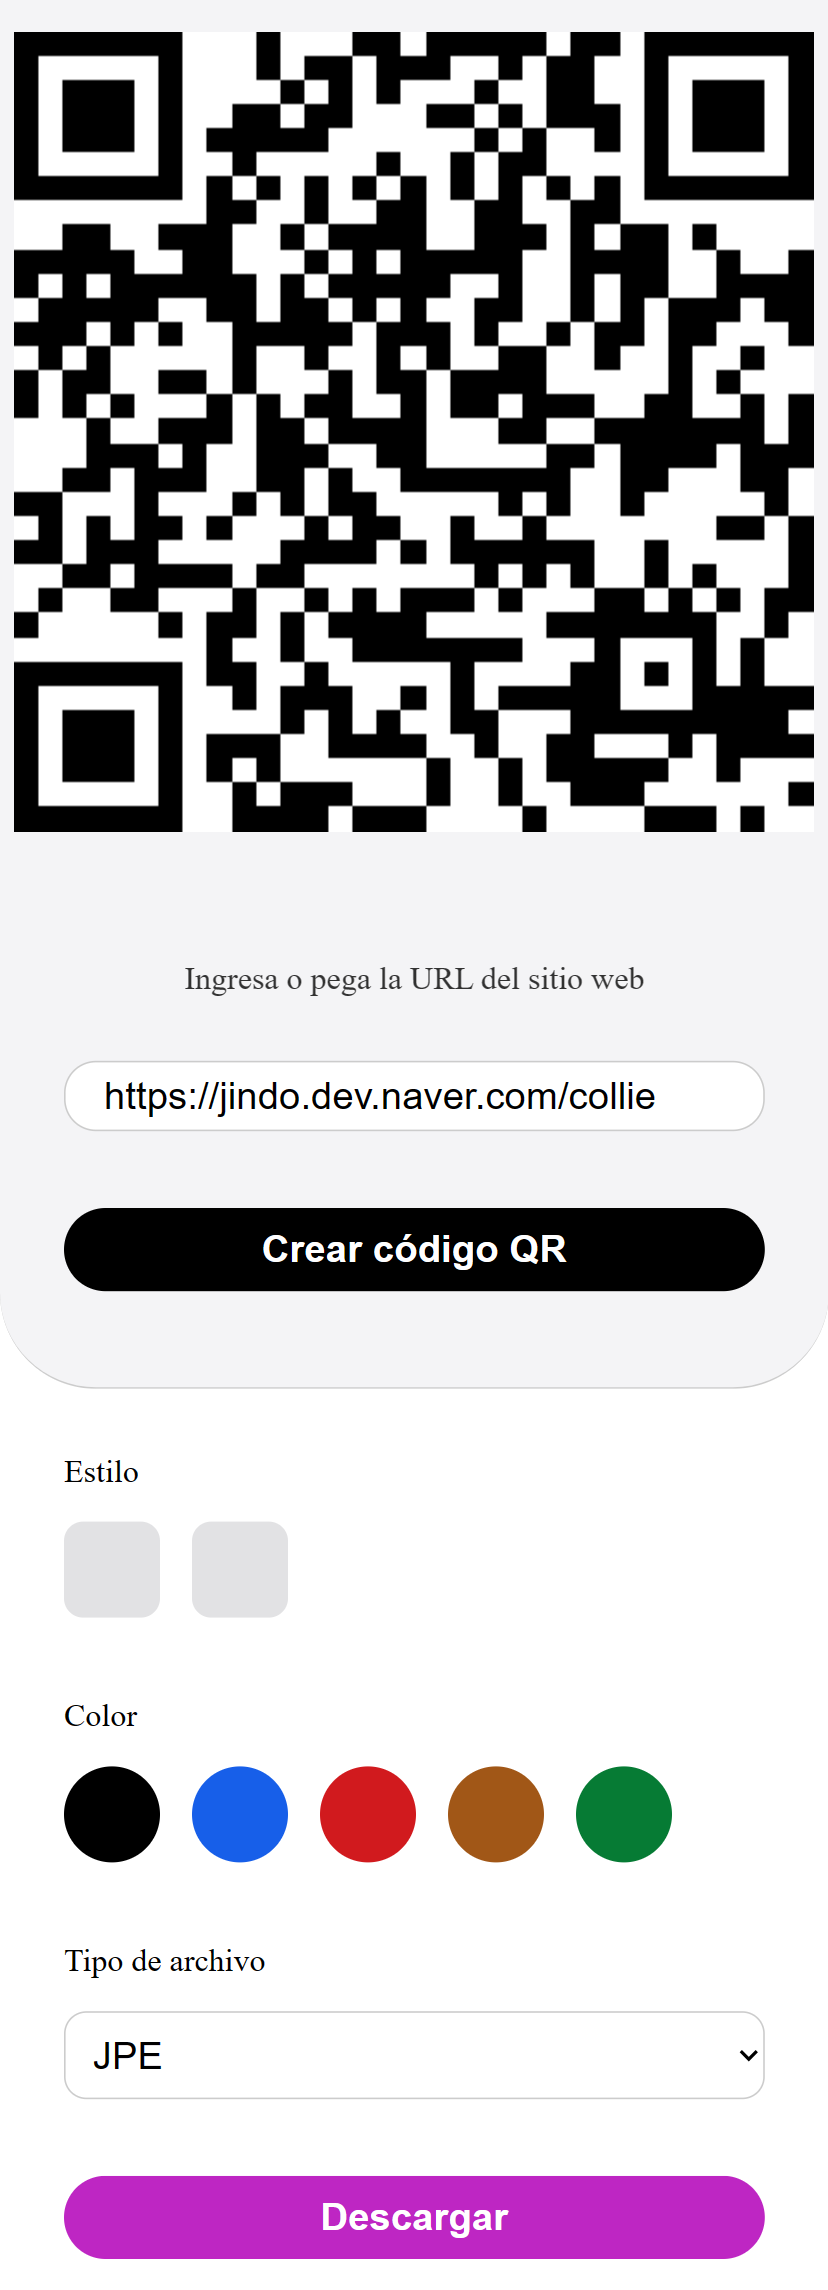 Ingresa o pega la URL del sitio web
https://jindo.dev.naver.com/collie
Crear código QR
Estilo
Color
Tipo de archivo
JPE
Descargar